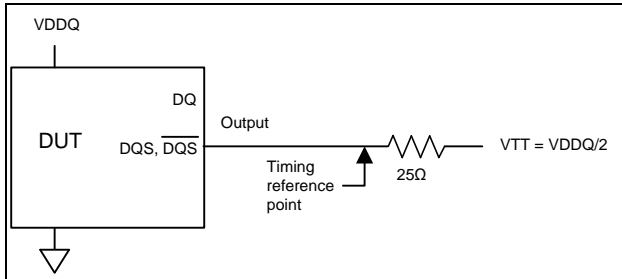 VDDQ
DQ
Output
DUT
DQS, DQS
VTT = VDDQ/2
Timing
reference
point
25Ω